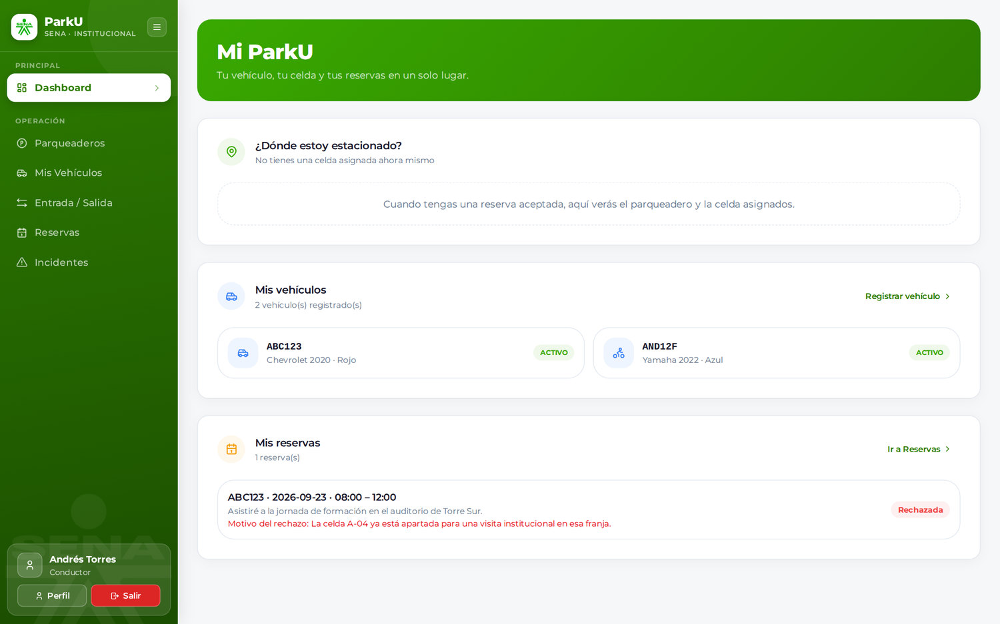 SENA
ParkU
SENA · INSTITUCIONAL
PRINCIPAL
Dashboard
OPERACIÓN
Parqueaderos
Mis Vehículos
Entrada / Salida
Reservas
Incidentes
SENA
Andrés Torres
Conductor
Perfil
Salir
Mi ParkU
Tu vehículo, tu celda y tus reservas en un solo lugar.
¿Dónde estoy estacionado?
No tienes una celda asignada ahora mismo
Cuando tengas una reserva aceptada, aquí verás el parqueadero y la celda asignados.
Mis vehículos
2 vehículo(s) registrado(s)
Registrar vehículo
ABC123
Chevrolet 2020 · Rojo
ACTIVO
AND12F
Yamaha 2022 · Azul
ACTIVO
Mis reservas
1 reserva(s)
Ir a Reservas
ABC123 · 2026-09-23 · 08:00 – 12:00
Asistiré a la jornada de formación en el auditorio de Torre Sur.
Motivo del rechazo: La celda A-04 ya está apartada para una visita institucional en esa franja.
Rechazada